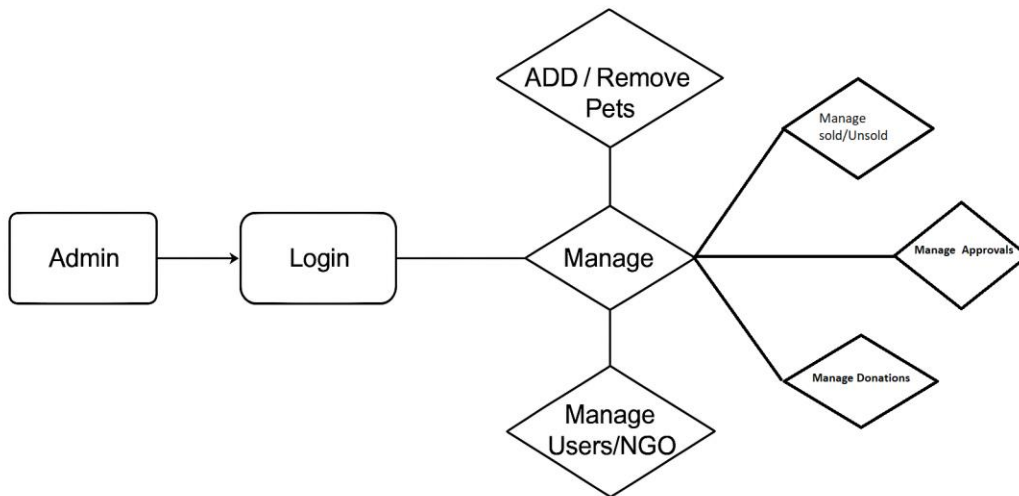 ADD / Remove
Pets
Manage
sold/Unsold
Admin
Login
Manage
Manage Approvals
Manage Donations
Manage
Users/NGO